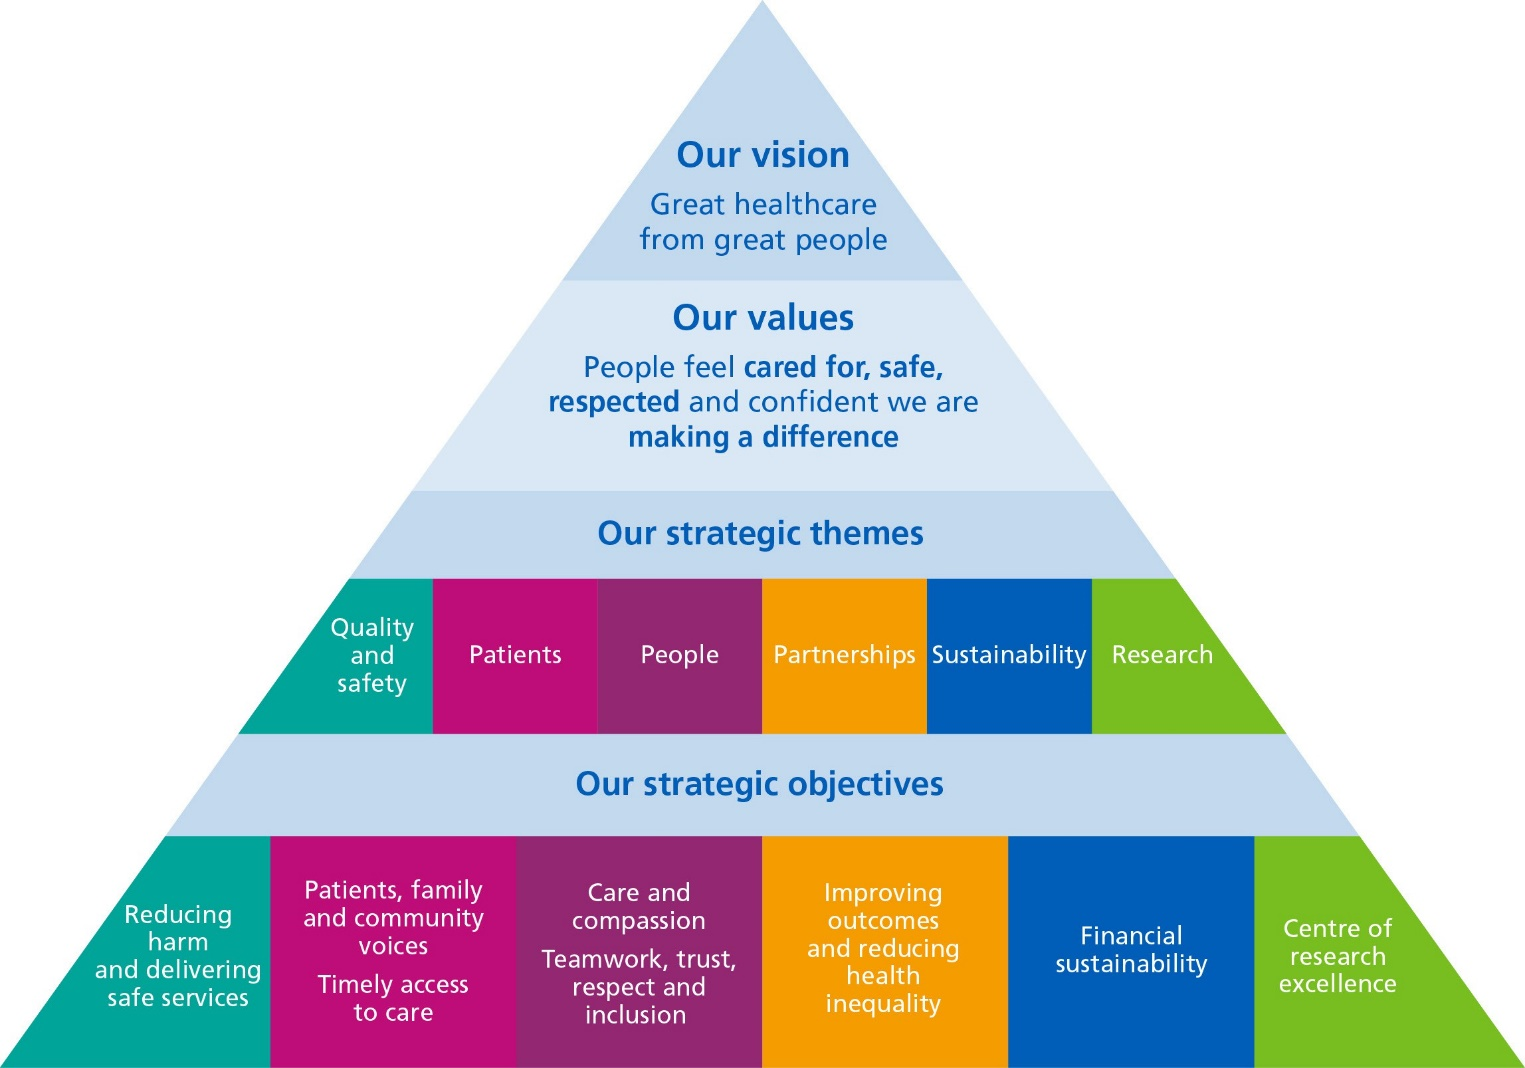 Our vision
Great healthcare
from great people
Our values
People feel cared for, safe,
respected and confident we are
making a difference
Our strategic themes
Quality
and
safety
Patients
People
Partnerships
Sustainability
Research
Our strategic objectives
Reducing
harm
and delivering
safe services
Patients, family
and community
voices
Timely access
to care
Care and
compassion
Teamwork, trust,
respect and
inclusion
Improving
outcomes
and reducing
health
inequality
Financial
sustainability
Centre of
research
excellence